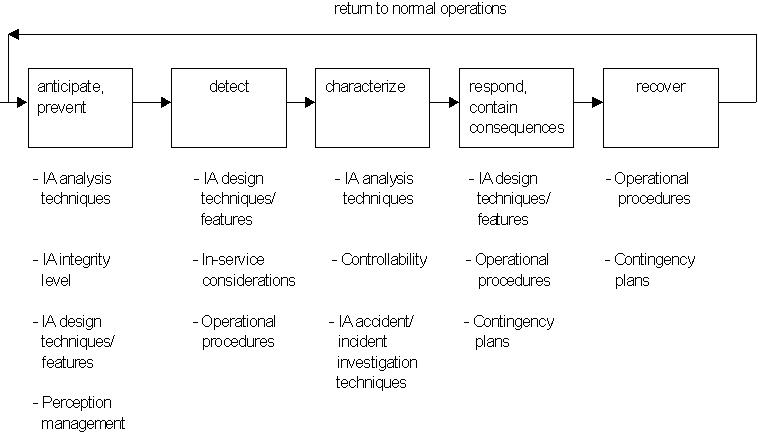 return to normal operations
anticipate,
prevent
detect
characterize
respond,
contain
consequences
recover
- IA analysis
techniques
- IA integrity
level
- IA design
techniques/
features
- Perception
management
- IA design
techniques/
features
- In-service
considerations
- Operational
procedures
- IA analysis
techniques
- Controllability
- IA accident/
incident
investigation
techniques
- IA design
techniques/
features
- Operational
procedures
- Contingency
plans
- Operational
procedures
- Contingency
plans